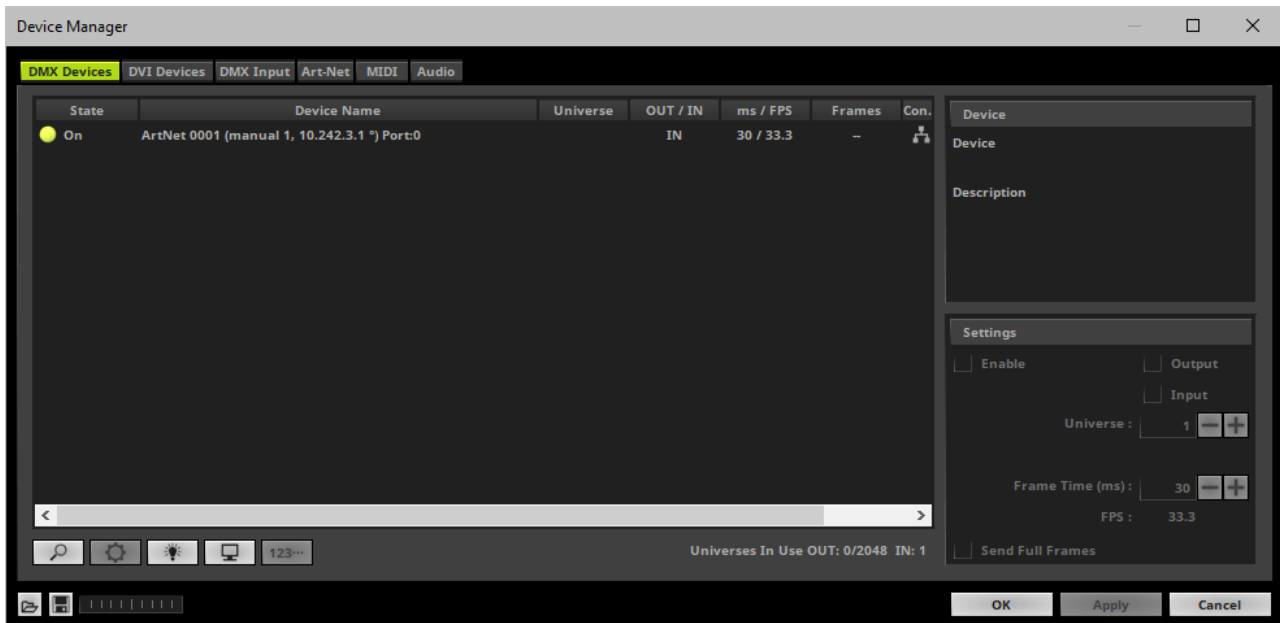 Device Manager
DMX Devices DVI Devices DMX Input Art-Net MIDI Audio
State Device Name Universe OUT / IN ms / FPS Frames Con.
On ArtNet 0001 (manual 1, 10.242.3.1 °) Port:0 IN 30 / 33.3 --
Device
Device
Description
Settings
Enable Output
Input
Universe : 1
Frame Time (ms) : 30
FPS : 33.3
Send Full Frames
123...
Universes In Use OUT: 0/2048 IN: 1
OK Apply Cancel